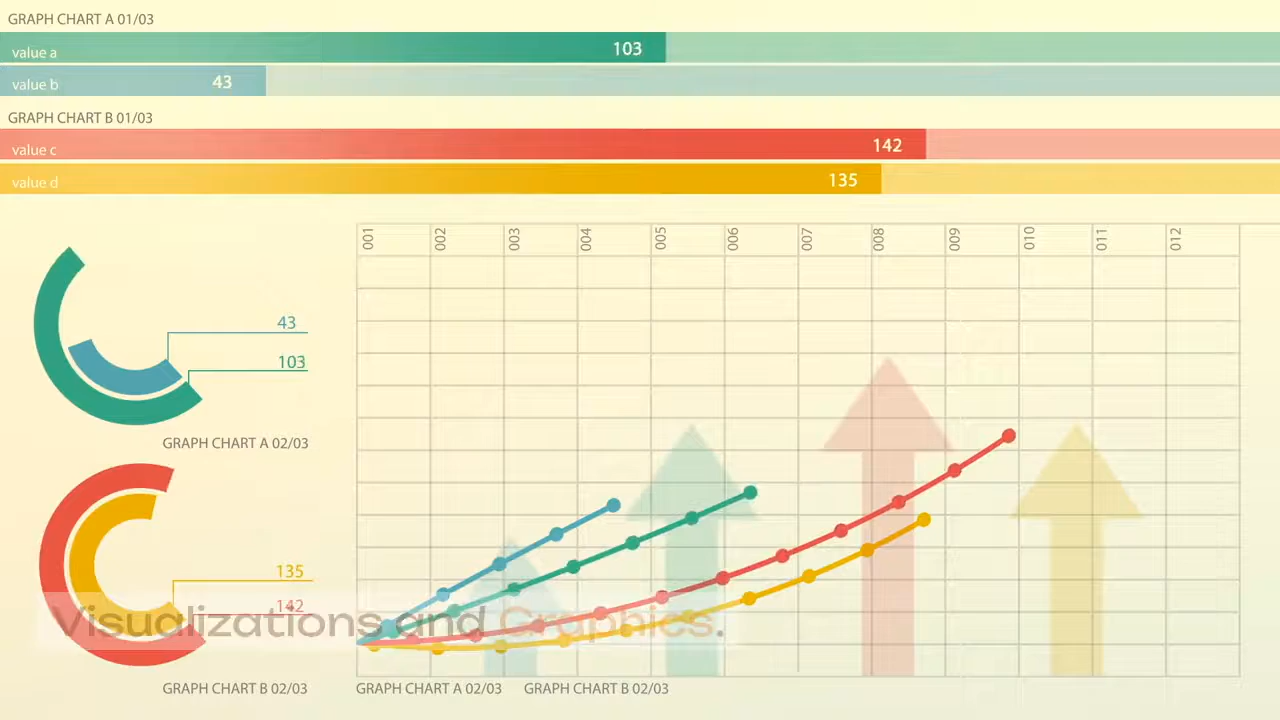 GRAPH CHART A 01/03
value a 103
value b 43
GRAPH CHART B 01/03
value c 142
value d 135
001 002 003 004 005 006 007 008 009 010 011 012
43
103
GRAPH CHART A 02/03
135
142
Visualizations and Graphics.
GRAPH CHART B 02/03
GRAPH CHART A 02/03 GRAPH CHART B 02/03